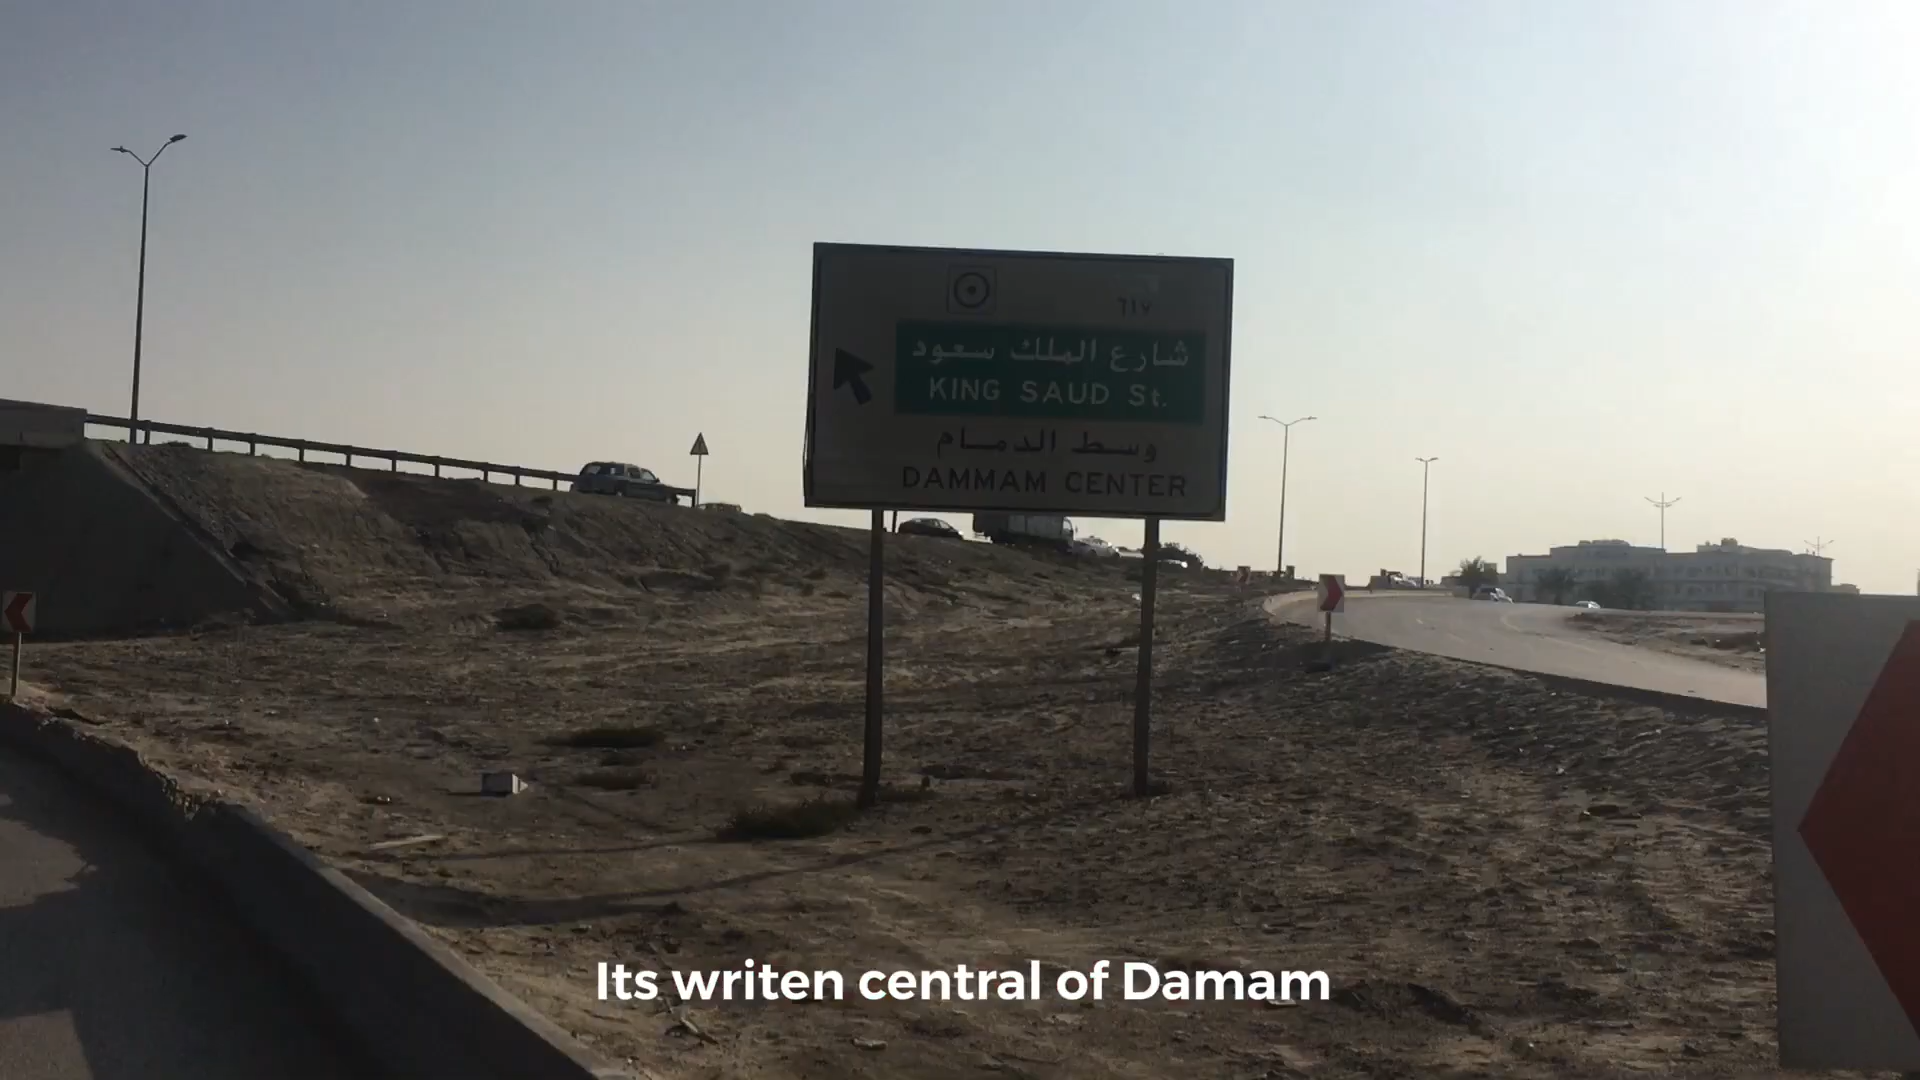 ٦١٧
شارع الملك سعود
KING SAUD St.
وسط الدمام
DAMMAM CENTER
Its writen central of Damam